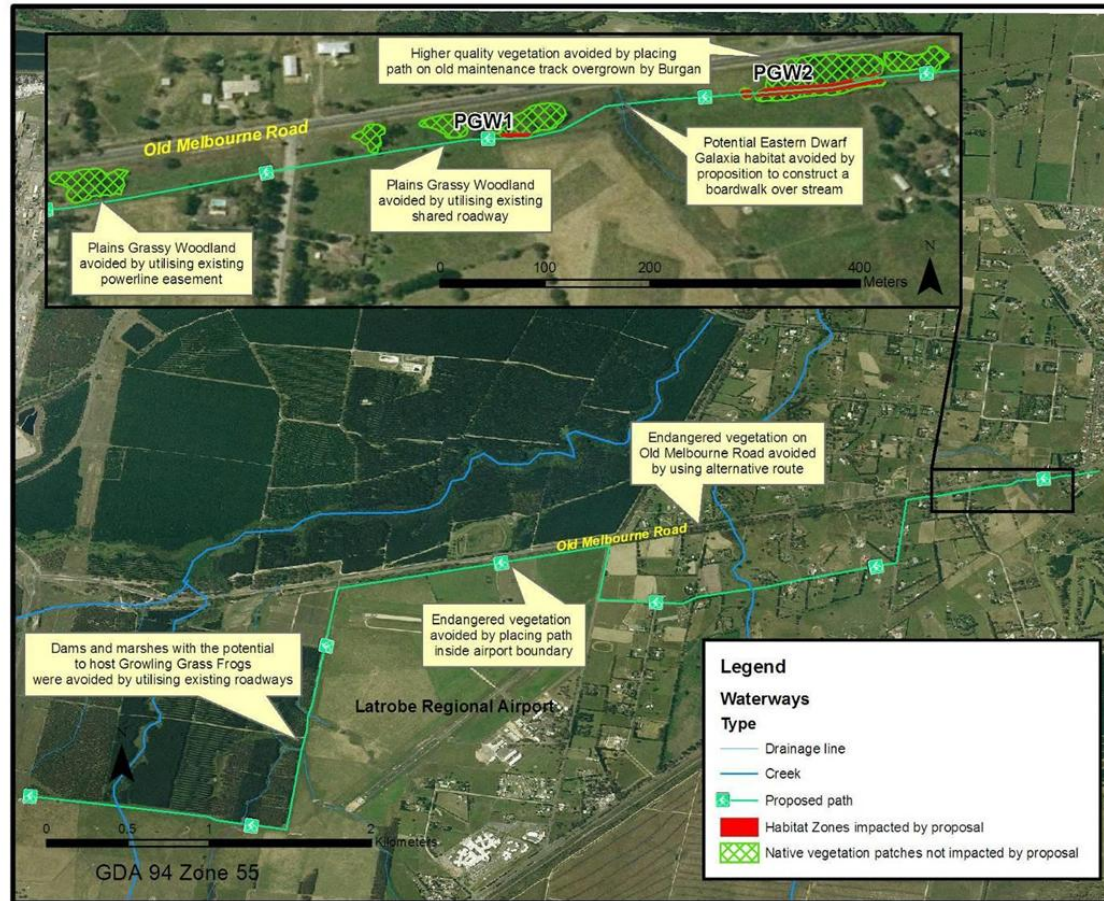 Higher quality vegetation avoided by placing
path on old maintenance track overgrown by Burgan
PGW2
PGW1
Old Melbourne Road
Potential Eastern Dwarf
Galaxia habitat avoided by
proposition to construct a
boardwalk over stream
Plains Grassy Woodland
avoided by utilising existing
shared roadway
Plains Grassy Woodland
avoided by utilising existing
powerline easement
N
0 100 200 400
Meters
Endangered vegetation on
Old Melbourne Road avoided
by using alternative route
Old Melbourne Road
Endangered vegetation
avoided by placing path
inside airport boundary
Dams and marshes with the potential
to host Growling Grass Frogs
were avoided by utilising existing roadways
Latrobe Regional Airport
N
0 0.5 1 2
Kilometers
GDA 94 Zone 55
Legend
Waterways
Type
Drainage line
Creek
Proposed path
Habitat Zones impacted by proposal
Native vegetation patches not impacted by proposal